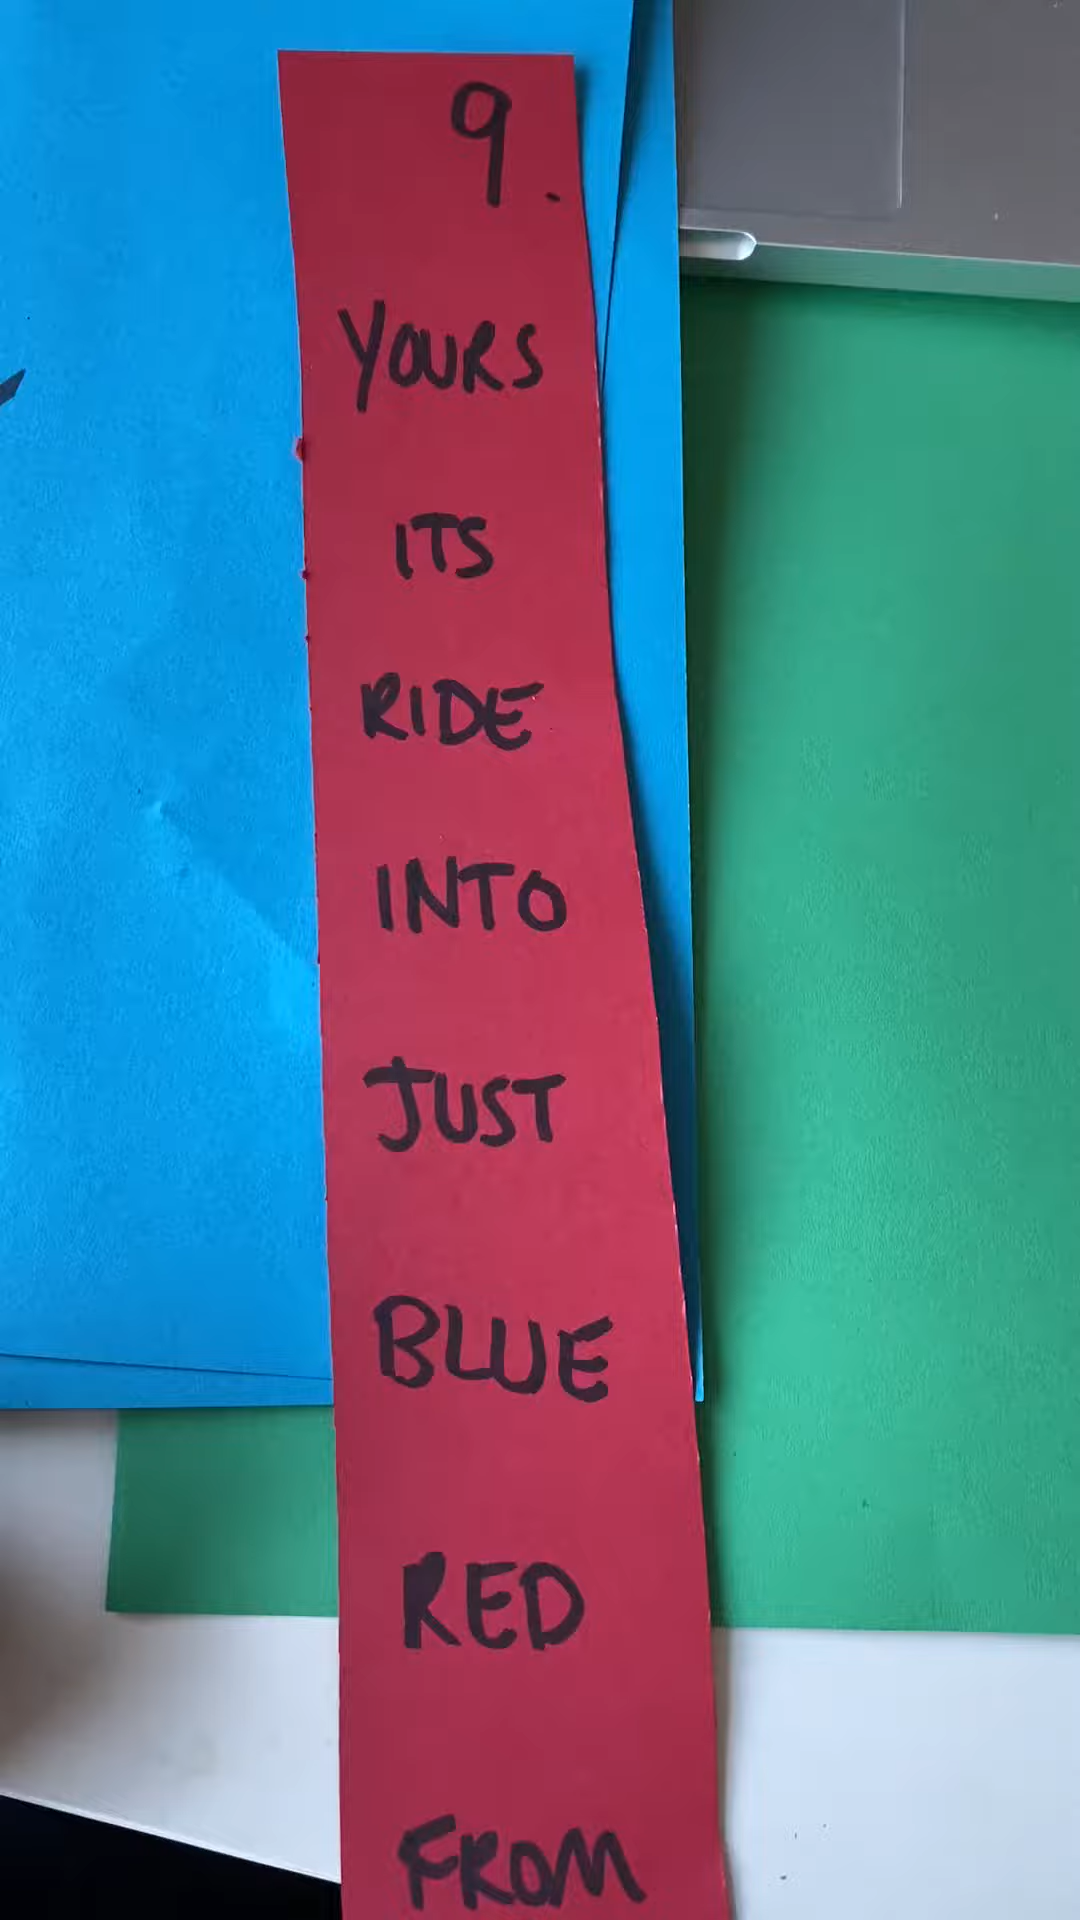 9.
YOURS
ITS
RIDE
INTO
JUST
BLUE
RED
FROM